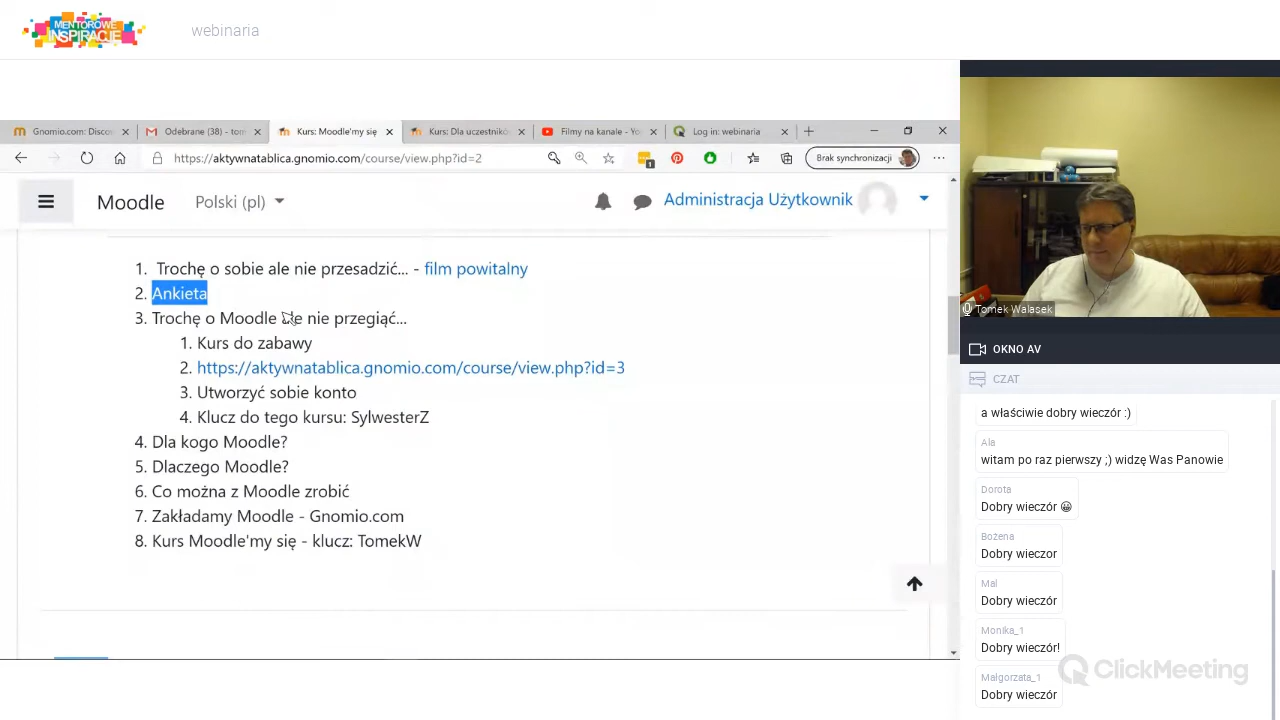 MENTOROWE
INSPIRACJE
webinaria
Gnomio.com: Disco
Odebrane (38) - tom
Kurs: Moodle'my się
Kurs: Dla uczestnikó
Filmy na kanale - Yo
Log in: webinaria
https://aktywnatablica.gnomio.com/course/view.php?id=2
1
Brak synchronizacji
Moodle
Polski (pl)
Administracja Użytkownik
1. Trochę o sobie ale nie przesadzić... - film powitalny
2. Ankieta
3. Trochę o Moodle ale nie przegiąć...
1. Kurs do zabawy
2. https://aktywnatablica.gnomio.com/course/view.php?id=3
3. Utworzyć sobie konto
4. Klucz do tego kursu: SylwesterZ
4. Dla kogo Moodle?
5. Dlaczego Moodle?
6. Co można z Moodle zrobić
7. Zakładamy Moodle - Gnomio.com
8. Kurs Moodle'my się - klucz: TomekW
Tomek Walasek
OKNO AV
CZAT
a właściwie dobry wieczór :)
Ala
witam po raz pierwszy ;) widzę Was Panowie
Dorota
Dobry wieczór 😀
Bożena
Dobry wieczor
Mal
Dobry wieczór
Monika_1
Dobry wieczór!
Małgorzata_1
Dobry wieczór
ClickMeeting